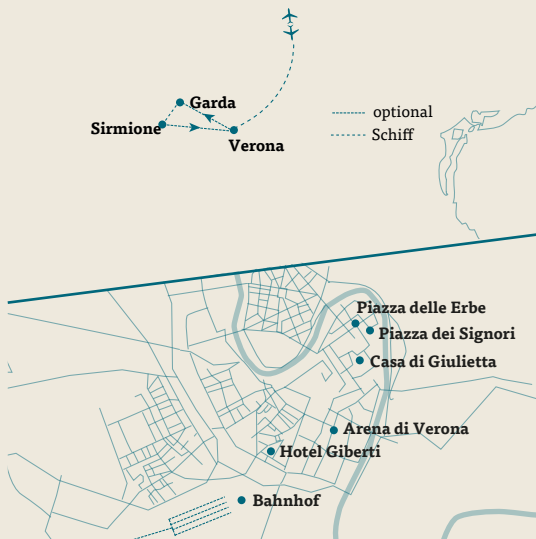 Garda
Sirmione
Verona
optional
Schiff
Piazza delle Erbe
Piazza dei Signori
Casa di Giulietta
Arena di Verona
Hotel Giberti
Bahnhof